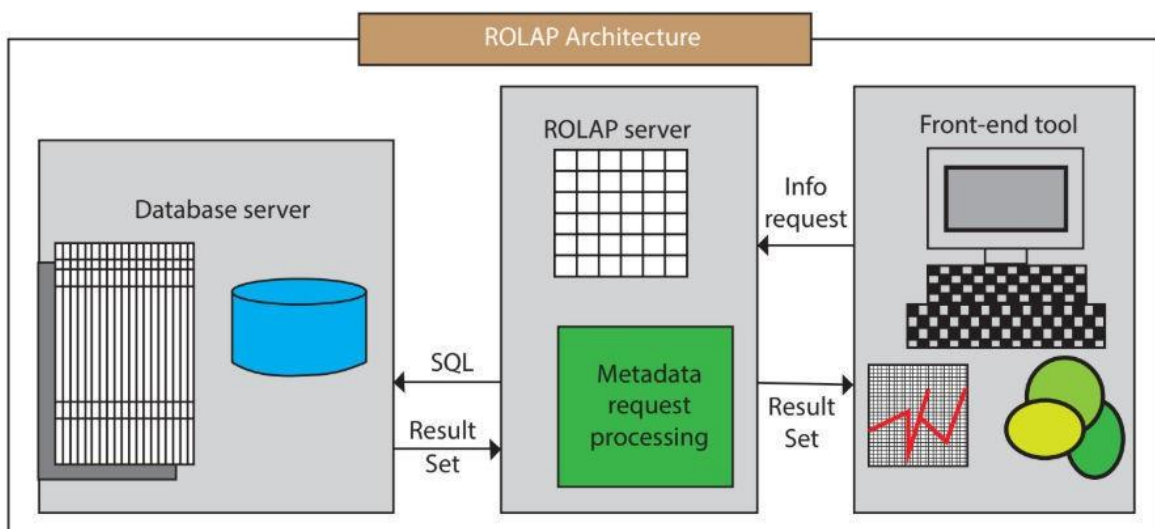 ROLAP Architecture
Database server
SQL
Result
Set
ROLAP server
Metadata
request
processing
Info
request
Result
Set
Front-end tool